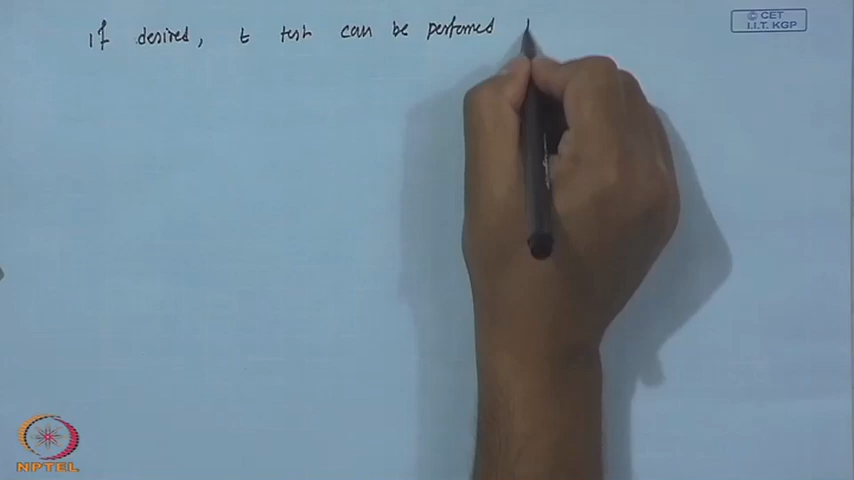 If desired, t test can be performed
© CET
I.I.T. KGP
NPTEL